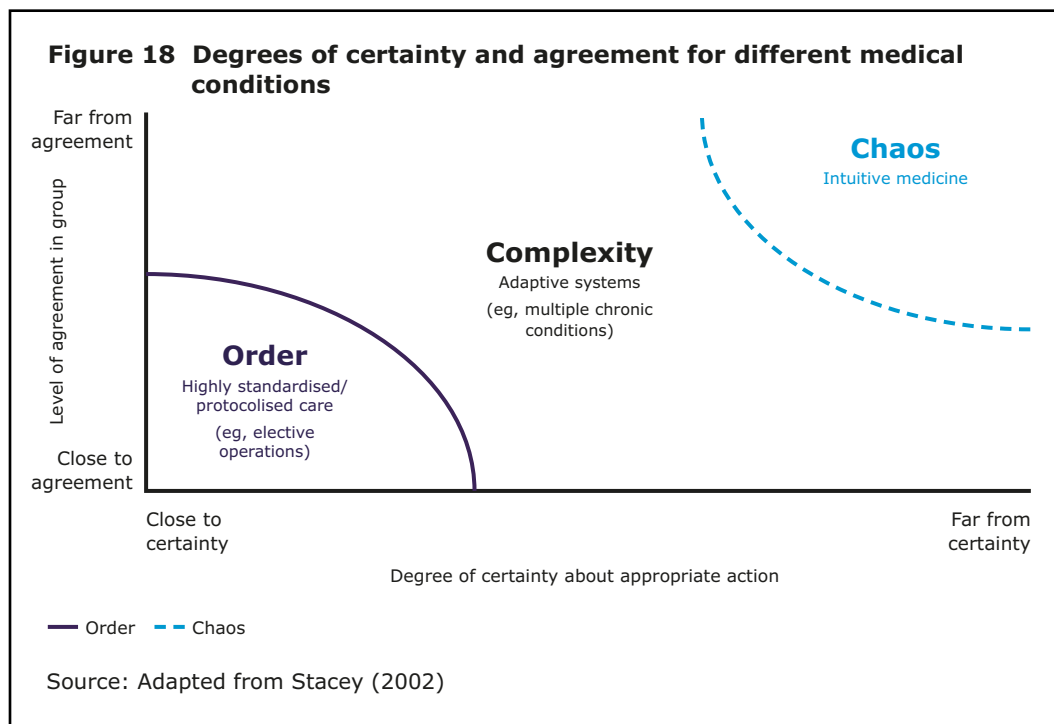 Figure 18 Degrees of certainty and agreement for different medical
conditions
Far from
agreement
Level of agreement in group
Close to
agreement
Chaos
Intuitive medicine
Complexity
Adaptive systems
(eg, multiple chronic
conditions)
Order
Highly standardised/
protocolised care
(eg, elective
operations)
Close to
certainty
Far from
certainty
Degree of certainty about appropriate action
Order
Chaos
Source: Adapted from Stacey (2002)